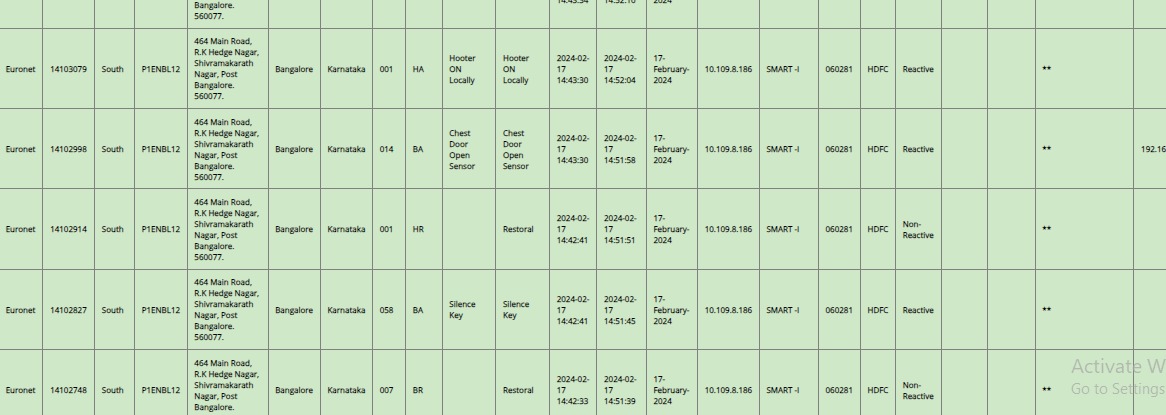 Bangalore.
560077.
2024
Euronet
14103079
South
P1ENBL12
464 Main Road,
R.K Hedge Nagar,
Shivramakarath
Nagar, Post
Bangalore.
560077.
Bangalore
Karnataka
001
HA
Hooter
ON
Locally
Hooter
ON
Locally
2024-02-
17
14:43:30
2024-02-
17
14:52:04
17-
February-
2024
10.109.8.186
SMART -I
060281
HDFC
Reactive
**
Euronet
14102998
South
P1ENBL12
464 Main Road,
R.K Hedge Nagar,
Shivramakarath
Nagar, Post
Bangalore.
560077.
Bangalore
Karnataka
014
BA
Chest
Door
Open
Sensor
Chest
Door
Open
Sensor
2024-02-
17
14:43:30
2024-02-
17
14:51:58
17-
February-
2024
10.109.8.186
SMART -I
060281
HDFC
Reactive
**
192.16
Euronet
14102914
South
P1ENBL12
464 Main Road,
R.K Hedge Nagar,
Shivramakarath
Nagar, Post
Bangalore.
560077.
Bangalore
Karnataka
001
HR
Restoral
2024-02-
17
14:42:41
2024-02-
17
14:51:51
17-
February-
2024
10.109.8.186
SMART -I
060281
HDFC
Non-
Reactive
**
Euronet
14102827
South
P1ENBL12
464 Main Road,
R.K Hedge Nagar,
Shivramakarath
Nagar, Post
Bangalore.
560077.
Bangalore
Karnataka
058
BA
Silence
Key
Silence
Key
2024-02-
17
14:42:41
2024-02-
17
14:51:45
17-
February-
2024
10.109.8.186
SMART -I
060281
HDFC
Reactive
**
Euronet
14102748
South
P1ENBL12
464 Main Road,
R.K Hedge Nagar,
Shivramakarath
Nagar, Post
Bangalore.
Bangalore
Karnataka
007
BR
Restoral
2024-02-
17
14:42:33
2024-02-
17
14:51:39
17-
February-
2024
10.109.8.186
SMART -I
060281
HDFC
Non-
Reactive
**
Activate W
Go to Settings